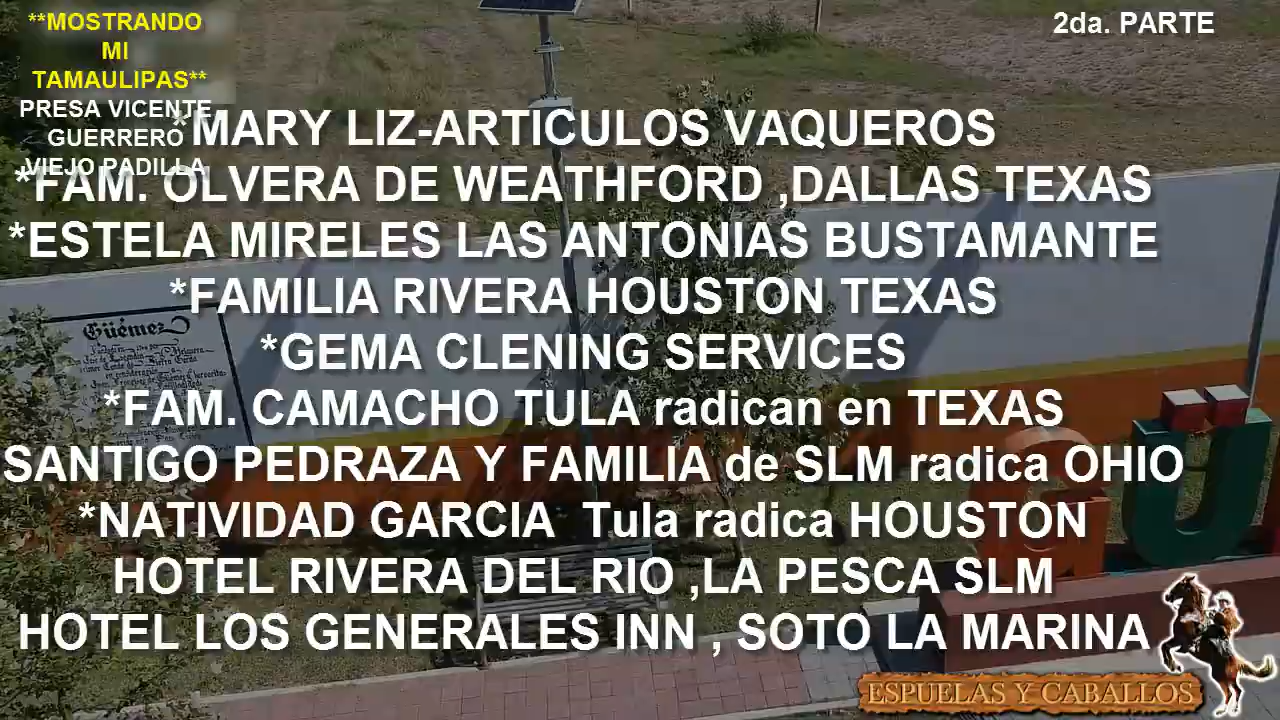 **MOSTRANDO
MI
TAMAULIPAS**
PRESA VICENTE
GUERRERO
VIEJO PADILLA
2da. PARTE
*MARY LIZ-ARTICULOS VAQUEROS
*FAM. OLVERA DE WEATHFORD ,DALLAS TEXAS
*ESTELA MIRELES LAS ANTONIAS BUSTAMANTE
*FAMILIA RIVERA HOUSTON TEXAS
*GEMA CLENING SERVICES
*FAM. CAMACHO TULA radican en TEXAS
SANTIGO PEDRAZA Y FAMILIA de SLM radica OHIO
*NATIVIDAD GARCIA Tula radica HOUSTON
HOTEL RIVERA DEL RIO ,LA PESCA SLM
HOTEL LOS GENERALES INN , SOTO LA MARINA
Güémez
GÜ
ESPUELAS Y CABALLOS